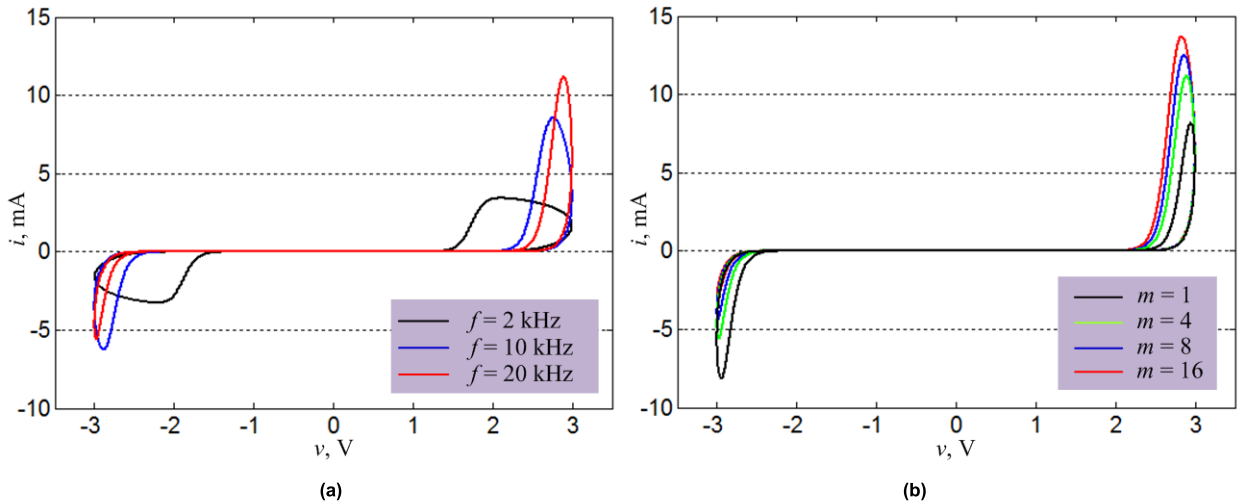 15
10
5
0
-5
-10
i, mA
-3
-2
-1
0
1
2
3
v, V
f = 2 kHz
f = 10 kHz
f = 20 kHz
(a)
15
10
5
0
-5
-10
i, mA
-3
-2
-1
0
1
2
3
v, V
m = 1
m = 4
m = 8
m = 16
(b)